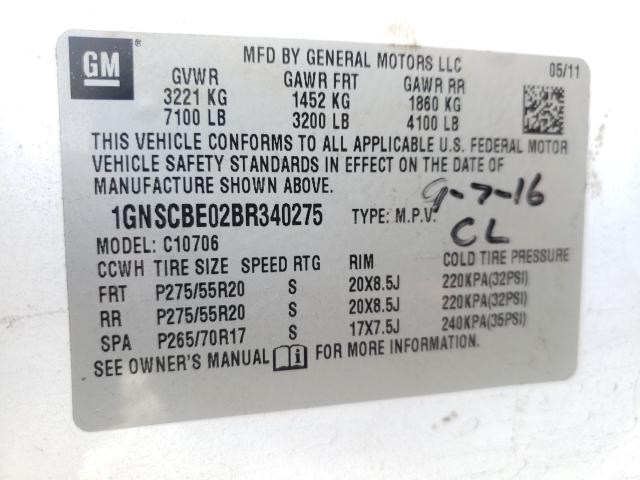 GM ®
MFD BY GENERAL MOTORS LLC
05/11
GVWR GAWR FRT GAWR RR
3221 KG 1452 KG 1860 KG
7100 LB 3200 LB 4100 LB
THIS VEHICLE CONFORMS TO ALL APPLICABLE U.S. FEDERAL MOTOR
VEHICLE SAFETY STANDARDS IN EFFECT ON THE DATE OF
MANUFACTURE SHOWN ABOVE.
9-7-16
1GNSCBE02BR340275 TYPE: M.P.V.
CL
MODEL: C10706
CCWH TIRE SIZE SPEED RTG RIM COLD TIRE PRESSURE
FRT P275/55R20 S 20X8.5J 220KPA(32PSI)
RR P275/55R20 S 20X8.5J 220KPA(32PSI)
SPA P265/70R17 S 17X7.5J 240KPA(35PSI)
SEE OWNER'S MANUAL i FOR MORE INFORMATION.